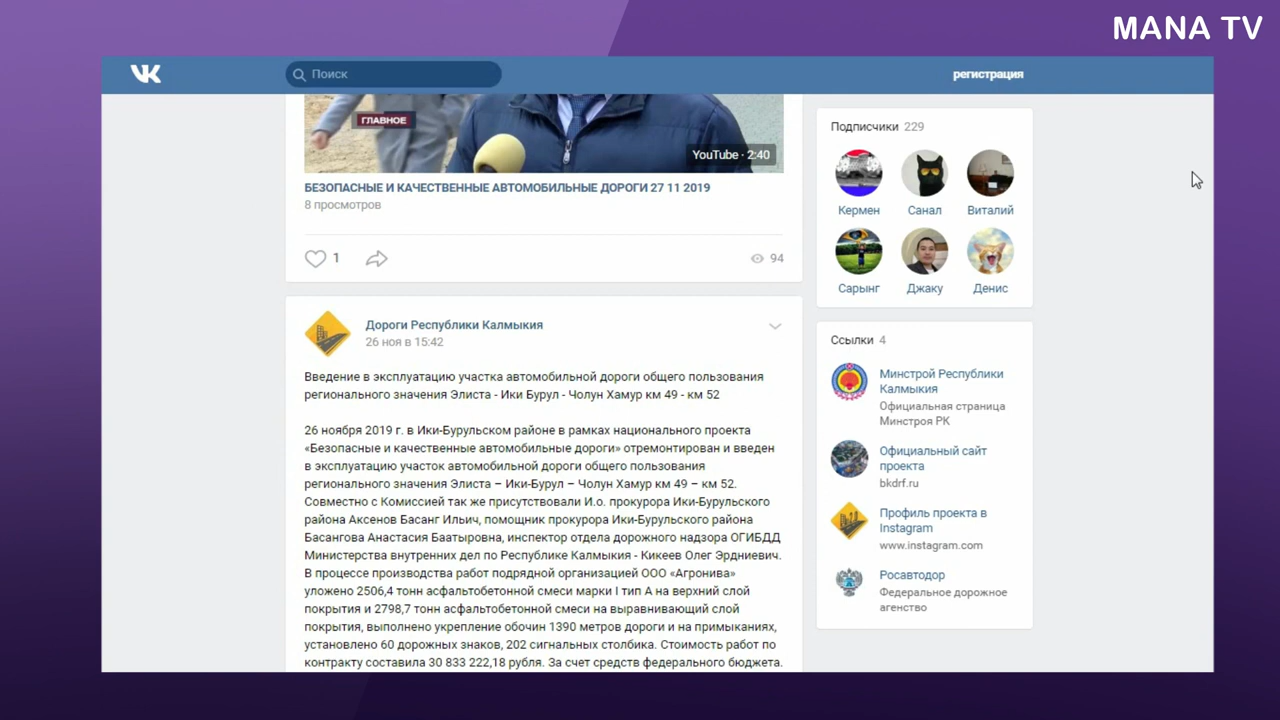 MANA TV
Поиск
регистрация
ГЛАВНОЕ
YouTube · 2:40
БЕЗОПАСНЫЕ И КАЧЕСТВЕННЫЕ АВТОМОБИЛЬНЫЕ ДОРОГИ 27 11 2019
8 просмотров
1
94
Дороги Республики Калмыкия
26 ноя в 15:42
Введение в эксплуатацию участка автомобильной дороги общего пользования
регионального значения Элиста - Ики Бурул - Чолун Хамур км 49 - км 52
26 ноября 2019 г. в Ики-Бурульском районе в рамках национального проекта
«Безопасные и качественные автомобильные дороги» отремонтирован и введен
в эксплуатацию участок автомобильной дороги общего пользования
регионального значения Элиста – Ики-Бурул – Чолун Хамур км 49 – км 52.
Совместно с Комиссией так же присутствовали И.о. прокурора Ики-Бурульского
района Аксенов Басанг Ильич, помощник прокурора Ики-Бурульского района
Басангова Анастасия Баатыровна, инспектор отдела дорожного надзора ОГИБДД
Министерства внутренних дел по Республике Калмыкия - Кикеев Олег Эрдниевич.
В процессе производства работ подрядной организацией ООО «Агронива»
уложено 2506,4 тонн асфальтобетонной смеси марки I тип А на верхний слой
покрытия и 2798,7 тонн асфальтобетонной смеси на выравнивающий слой
покрытия, выполнено укрепление обочин 1390 метров дороги и на примыканиях,
установлено 60 дорожных знаков, 202 сигнальных столбика. Стоимость работ по
контракту составила 30 833 222,18 рубля. За счет средств федерального бюджета.
Подписчики 229
Кермен Санал Виталий
Сарынг Джаку Денис
Ссылки 4
Минстрой Республики
Калмыкия
Официальная страница
Минстроя РК
Официальный сайт
проекта
bkdrf.ru
Профиль проекта в
Instagram
www.instagram.com
Росавтодор
Федеральное дорожное
агенство